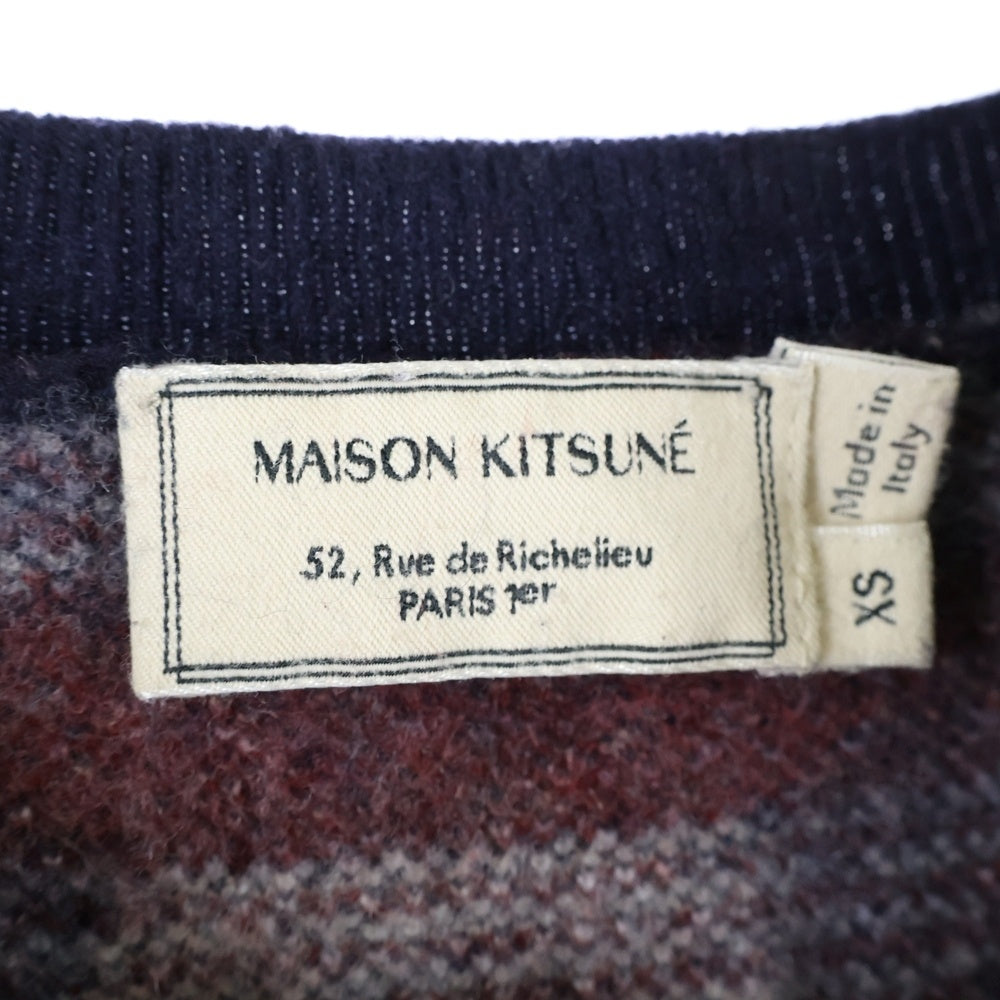 MAISON KITSUNÉ
52, Rue de Richelieu
PARIS 1er
Made in
Italy
XS